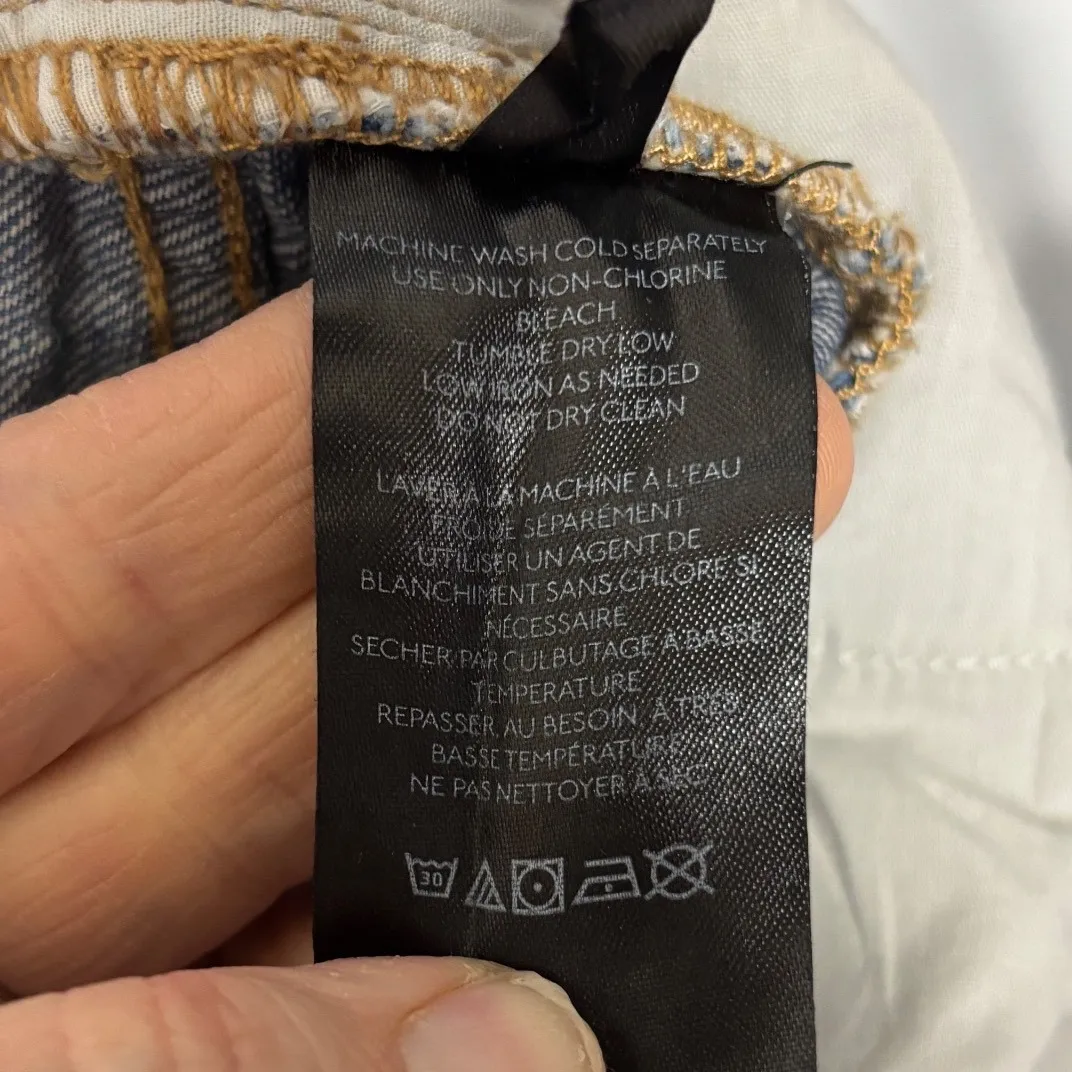 MACHINE WASH COLD SEPARATELY
USE ONLY NON-CHLORINE
BLEACH
TUMBLE DRY LOW
LOW IRON AS NEEDED
DO NOT DRY CLEAN
LAVER À LA MACHINE À L'EAU
FROIDE SÉPARÉMENT
UTILISER UN AGENT DE
BLANCHIMENT SANS CHLORE SI
NÉCESSAIRE
SECHER PAR CULBUTAGE À BASSE
TEMPERATURE
REPASSER AU BESOIN, À TRÈS
BASSE TEMPÉRATURE
NE PAS NETTOYER À SEC
30